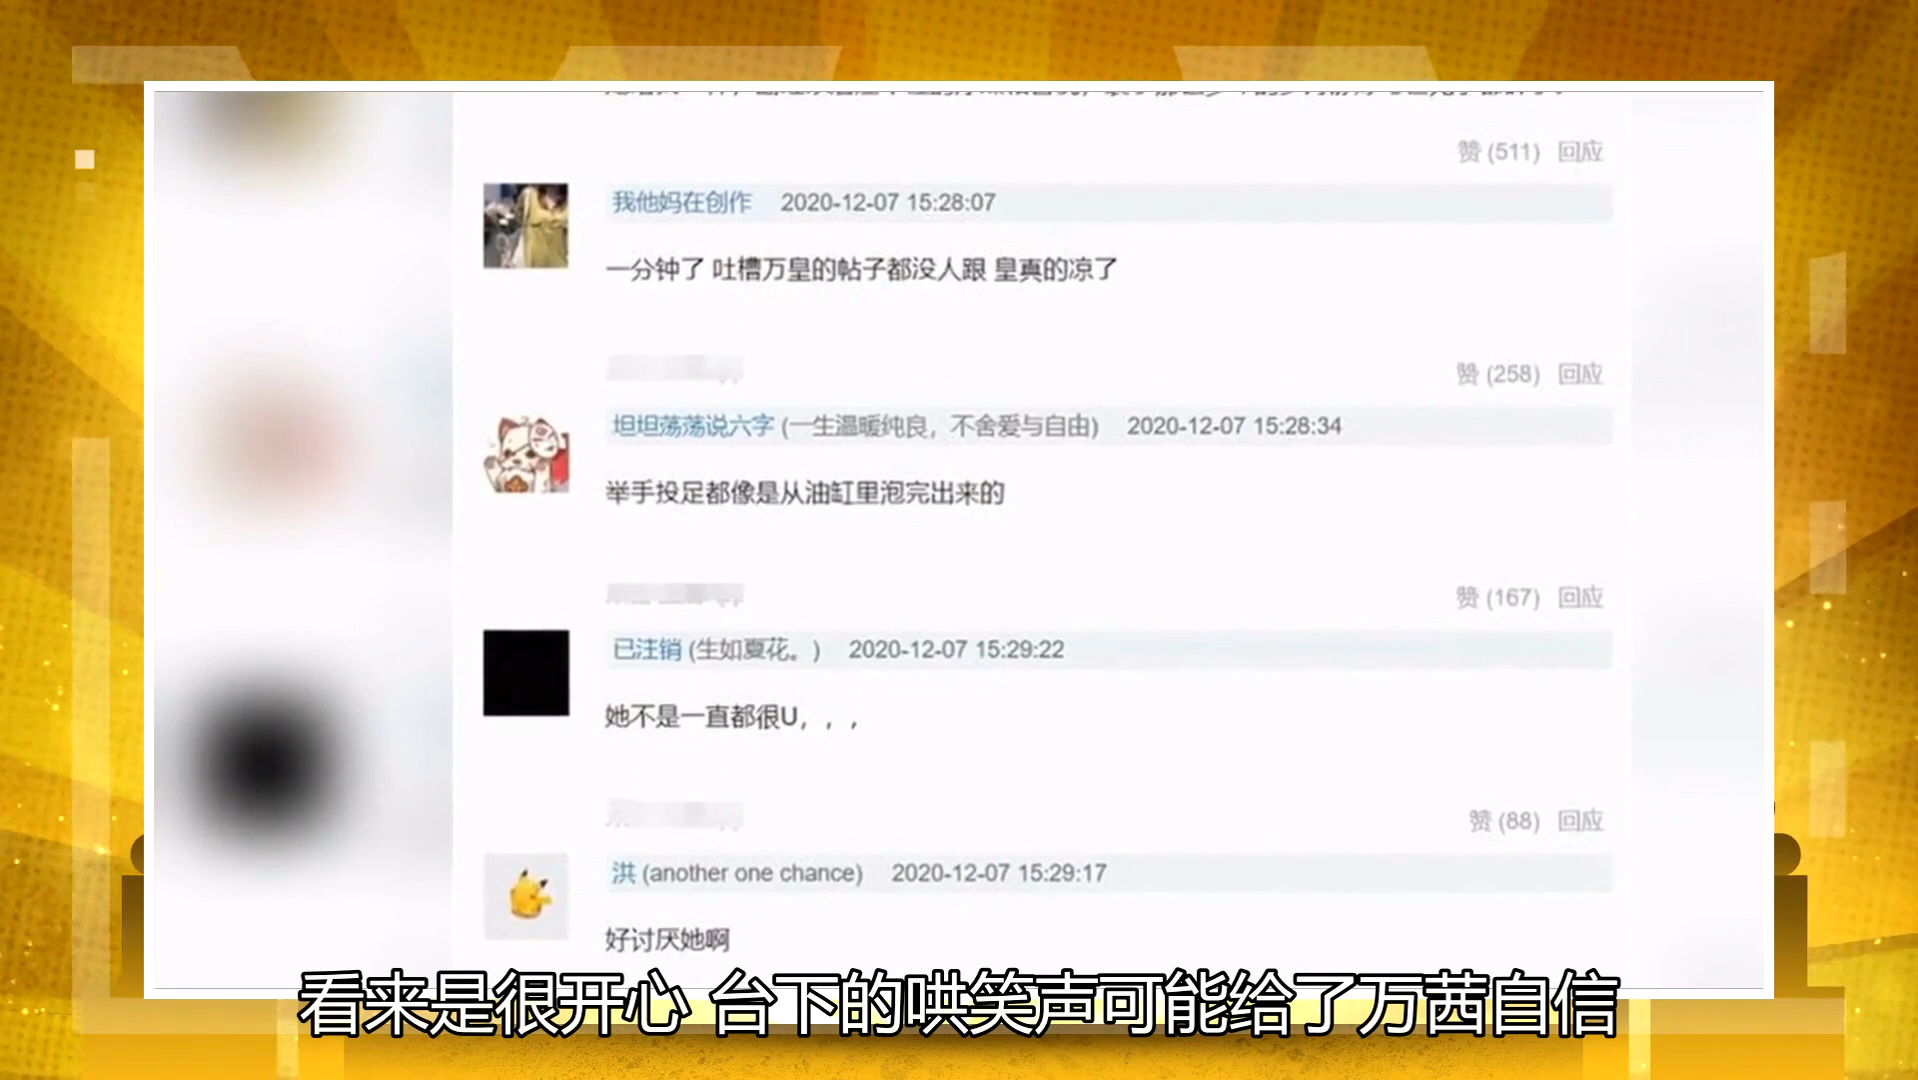 赞 (511) 回应
我他妈在创作 2020-12-07 15:28:07
一分钟了 吐槽万皇的帖子都没人跟 皇真的凉了
赞 (258) 回应
坦坦荡荡说六字 (一生温暖纯良，不舍爱与自由) 2020-12-07 15:28:34
举手投足都像是从油缸里泡完出来的
赞 (167) 回应
已注销 (生如夏花。) 2020-12-07 15:29:22
她不是一直都很U，，，
赞 (88) 回应
洪 (another one chance) 2020-12-07 15:29:17
好讨厌她啊
看来是很开心 台下的哄笑声可能给了万茜自信